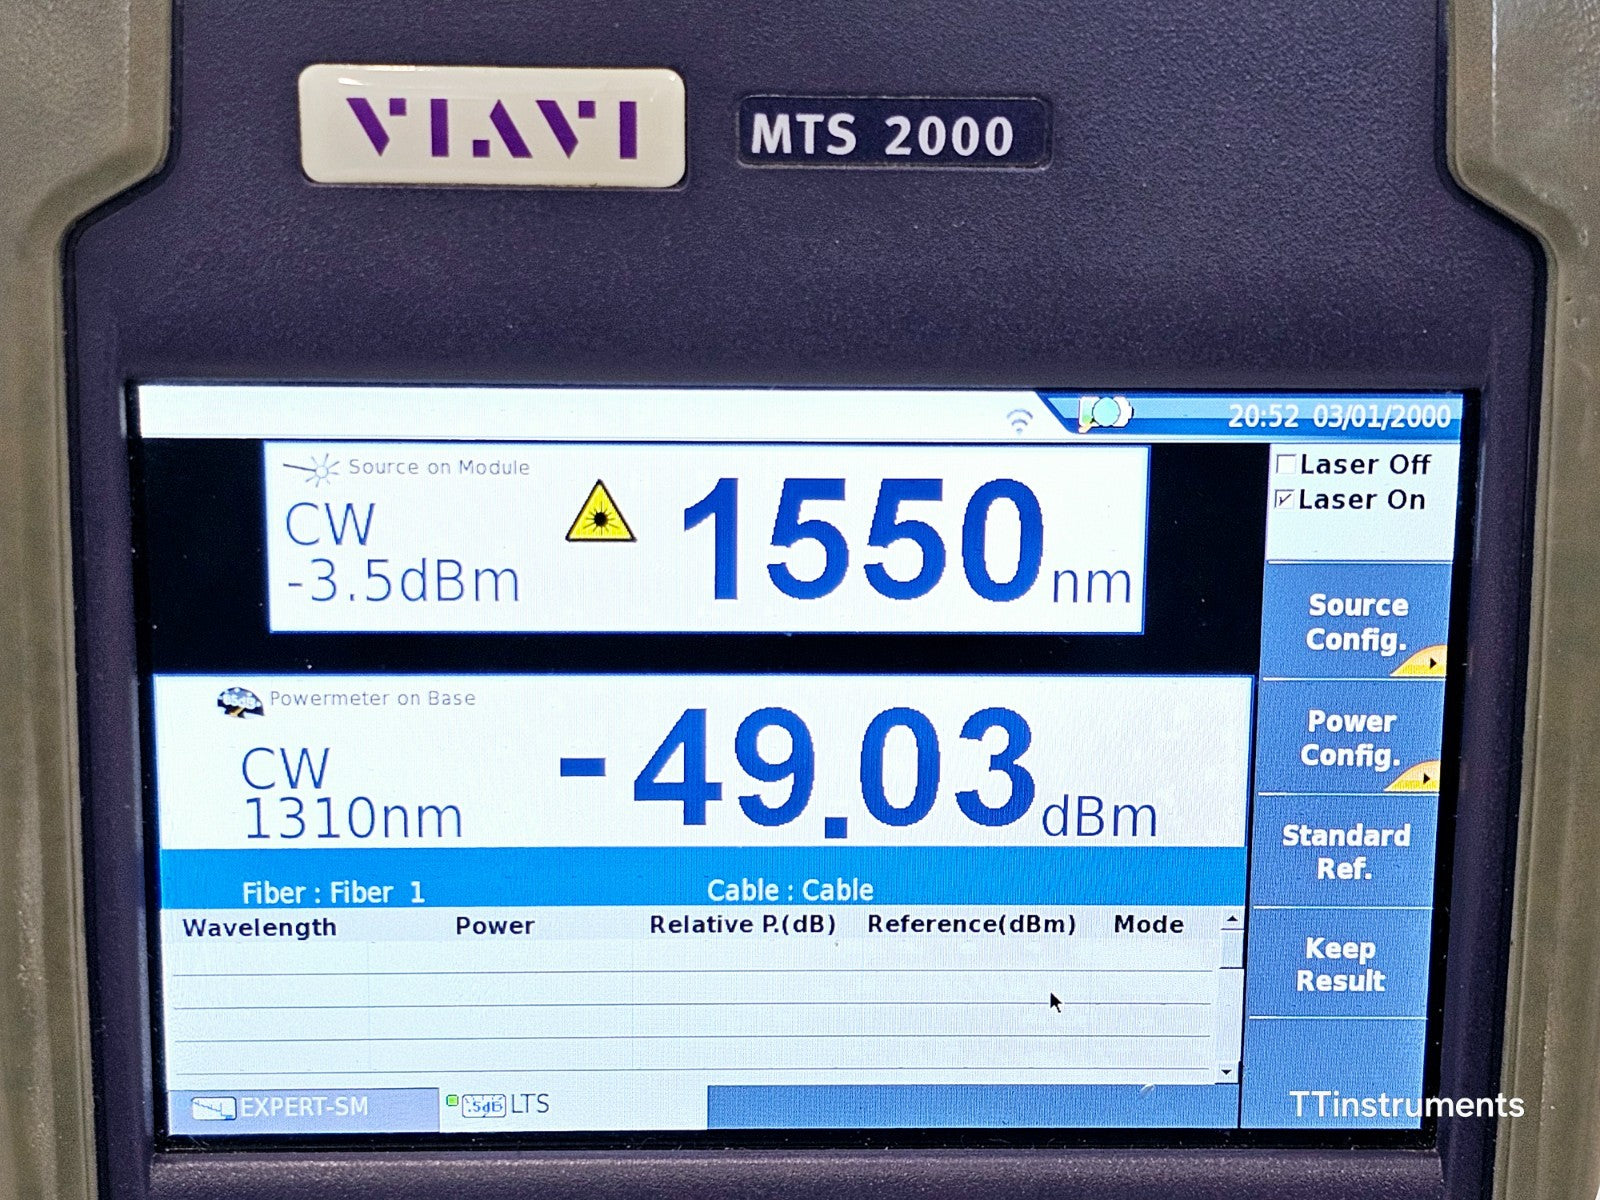 VIAVI
MTS 2000
20:52 03/01/2000
Source on Module
CW
-3.5dBm
1550nm
Laser Off
Laser On
Source
Config.
Powermeter on Base
CW
1310nm
-49.03dBm
Power
Config.
Standard
Ref.
Fiber : Fiber 1 Cable : Cable
Wavelength Power Relative P.(dB) Reference(dBm) Mode
Keep
Result
EXPERT-SM
.5dB LTS
TTinstruments